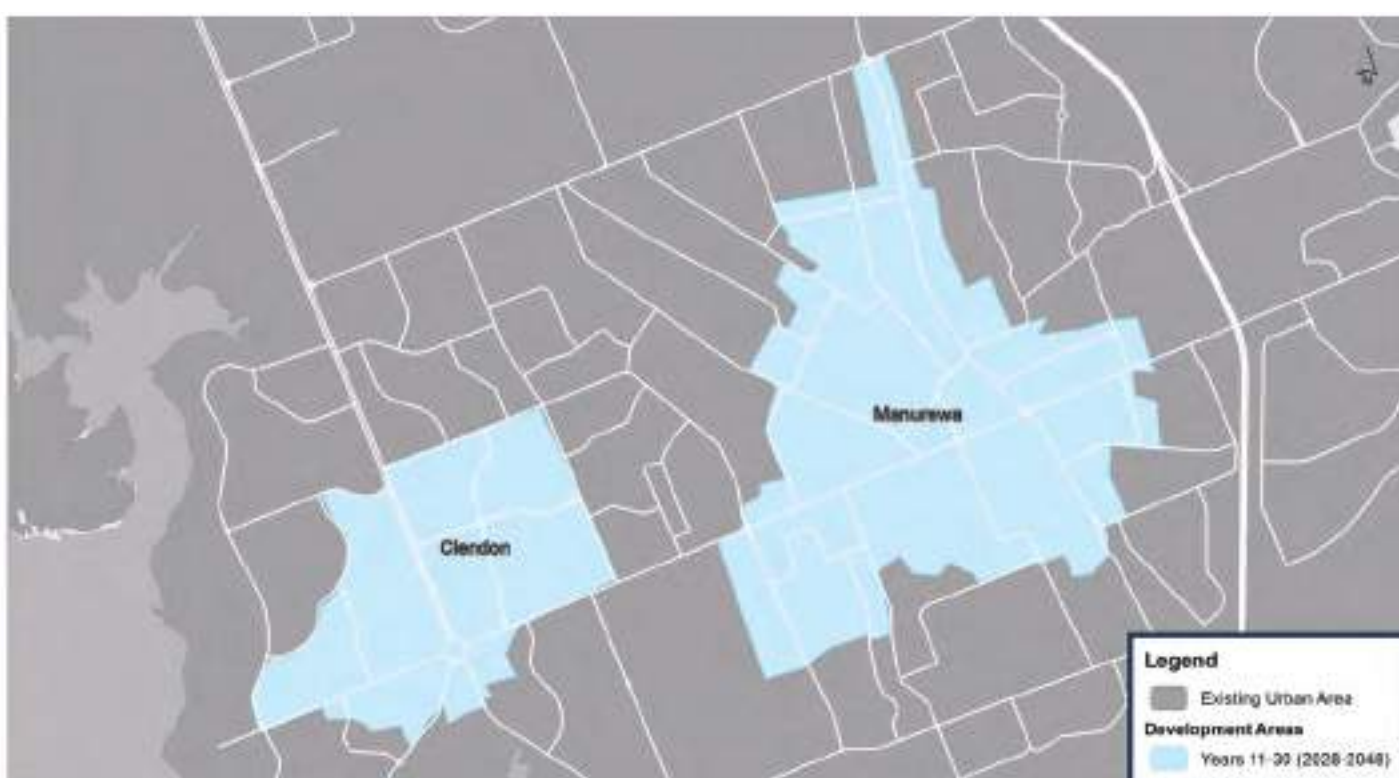 Manurewa
Clendon
Legend
Existing Urban Area
Development Areas
Years 11-30 (2028-2048)